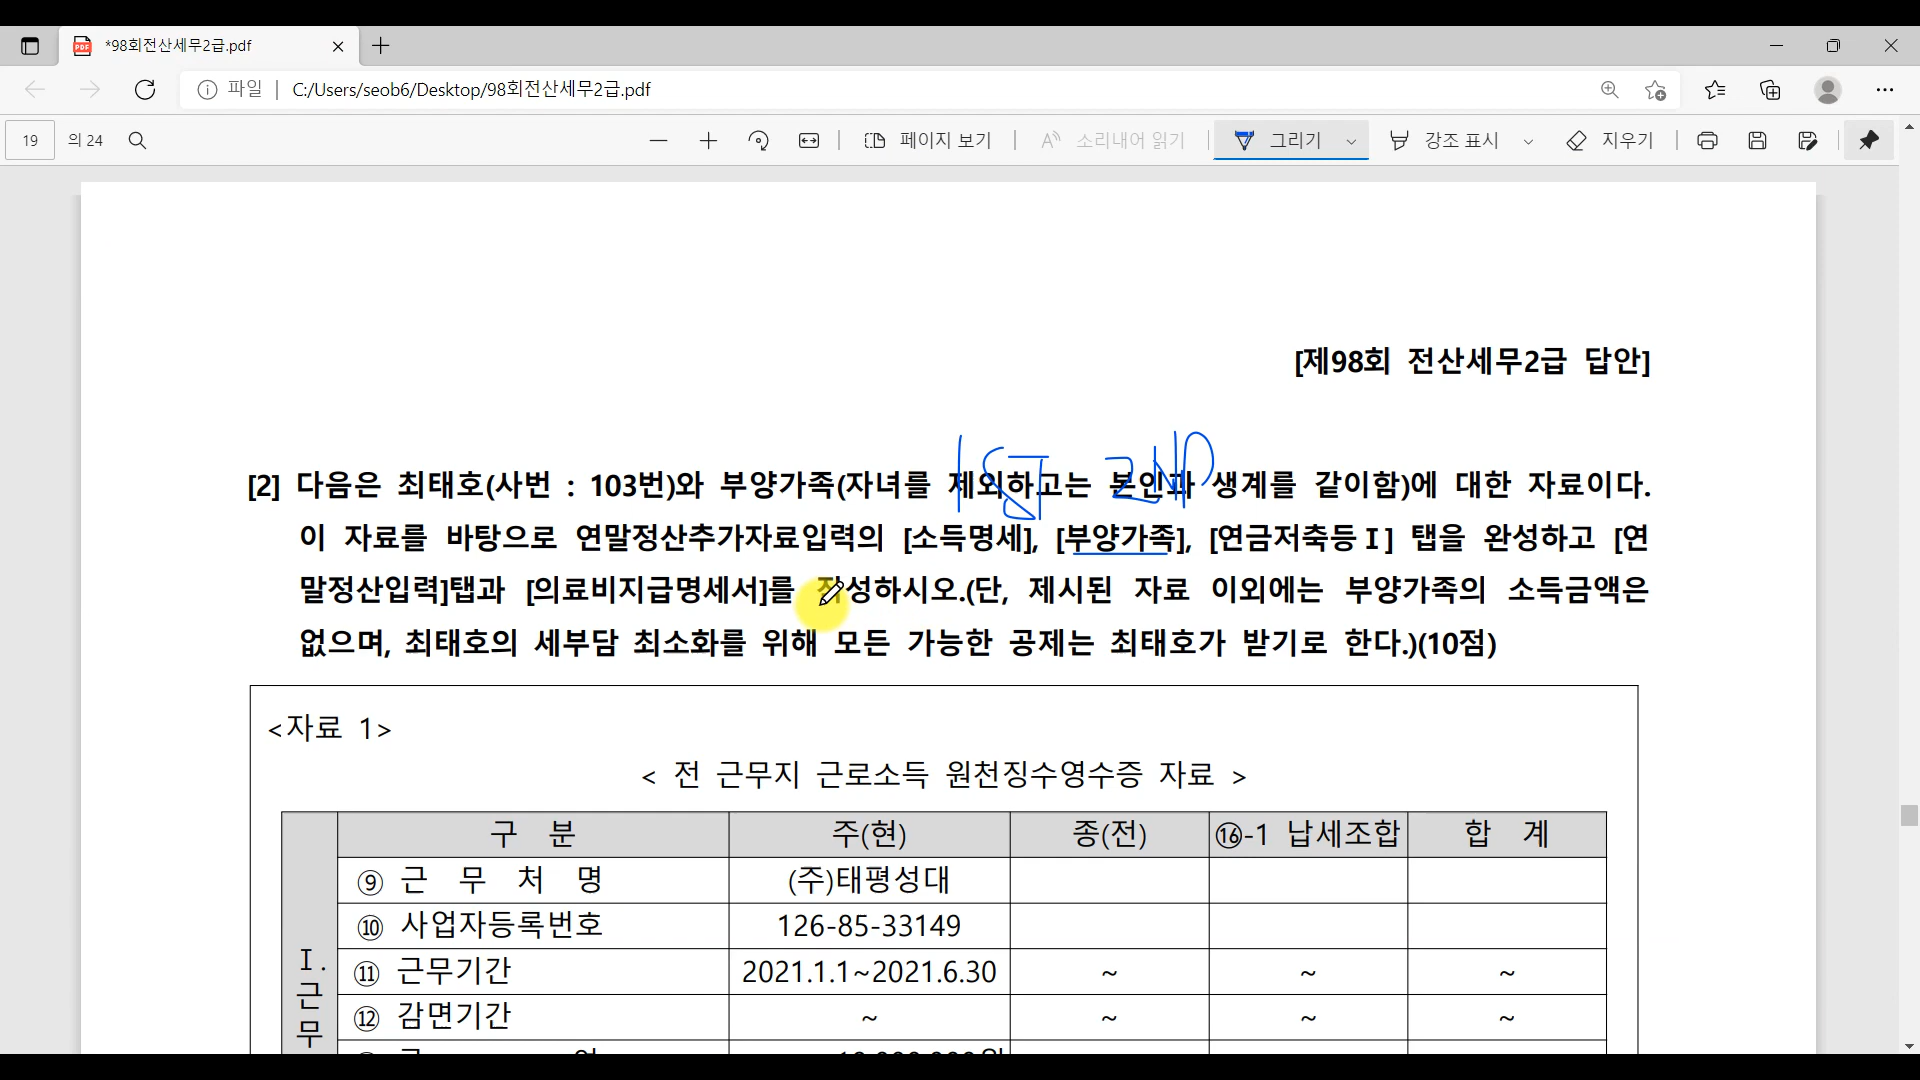 *98회전산세무2급.pdf
파일 C:/Users/seob6/Desktop/98회전산세무2급.pdf
19 의 24 페이지 보기 소리내어 읽기 그리기 강조 표시 지우기
[제98회 전산세무2급 답안]
1ST 2ND
[2] 다음은 최태호(사번 : 103번)와 부양가족(자녀를 제외하고는 본인과 생계를 같이함)에 대한 자료이다.
이 자료를 바탕으로 연말정산추가자료입력의 [소득명세], [부양가족], [연금저축등Ⅰ] 탭을 완성하고 [연
말정산입력]탭과 [의료비지급명세서]를 작성하시오.(단, 제시된 자료 이외에는 부양가족의 소득금액은
없으며, 최태호의 세부담 최소화를 위해 모든 가능한 공제는 최태호가 받기로 한다.)(10점)
<자료 1>
< 전 근무지 근로소득 원천징수영수증 자료 >
구 분 주(현) 종(전) ⑯-1 납세조합 합 계
⑨ 근 무 처 명 (주)태평성대
⑩ 사업자등록번호 126-85-33149
⑪ 근무기간 2021.1.1~2021.6.30 ~ ~ ~
⑫ 감면기간 ~ ~ ~ ~
Ⅰ.
근
무